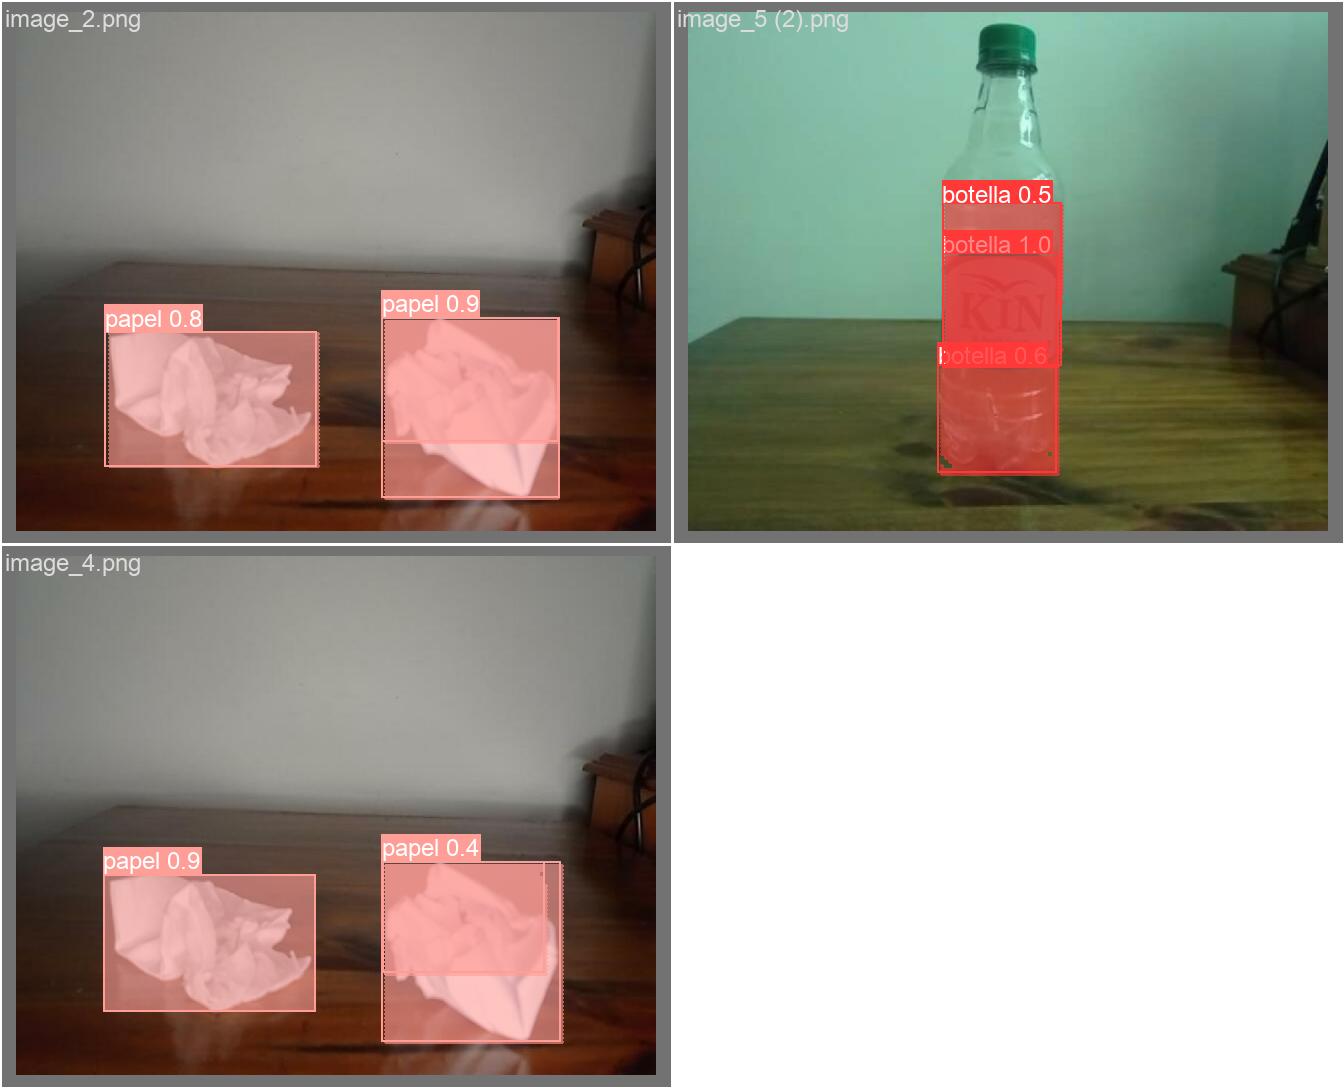 image_2.png
papel 0.8
papel 0.9
image_5 (2).png
botella 0.5
botella 1.0
KIN
botella 0.6
image_4.png
papel 0.9
papel 0.4